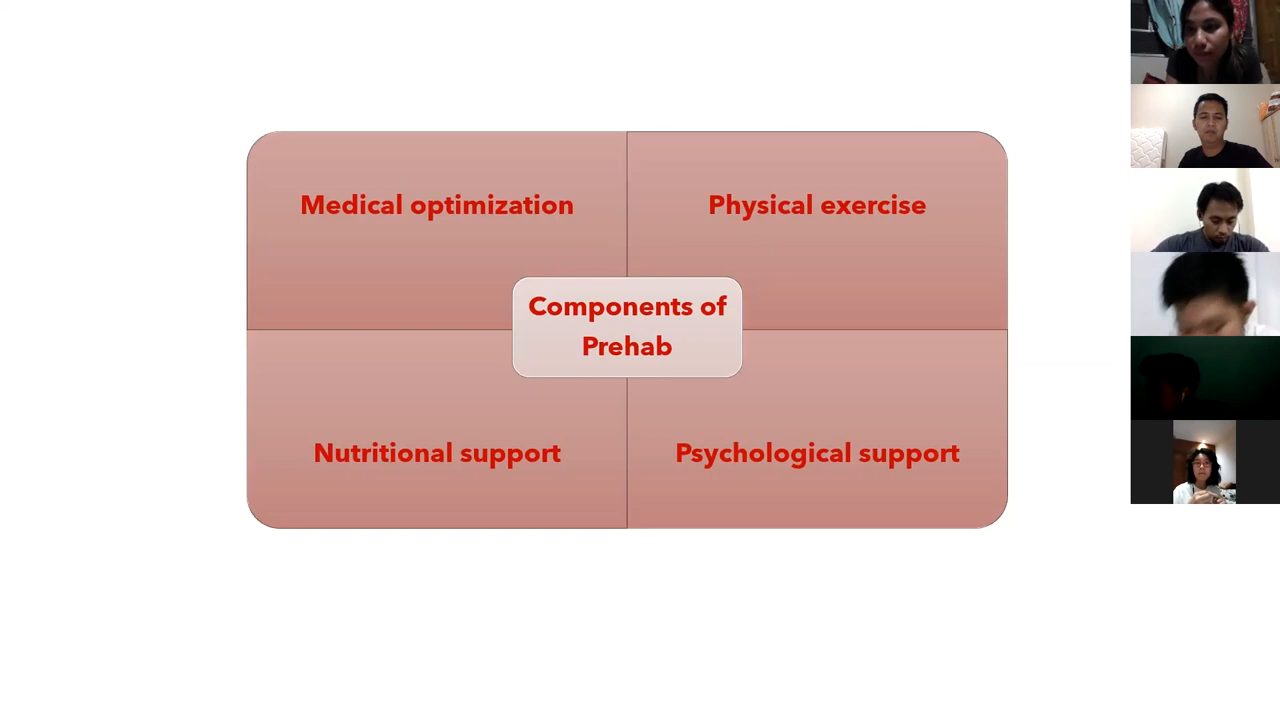 Medical optimization
Physical exercise
Components of
Prehab
Nutritional support
Psychological support